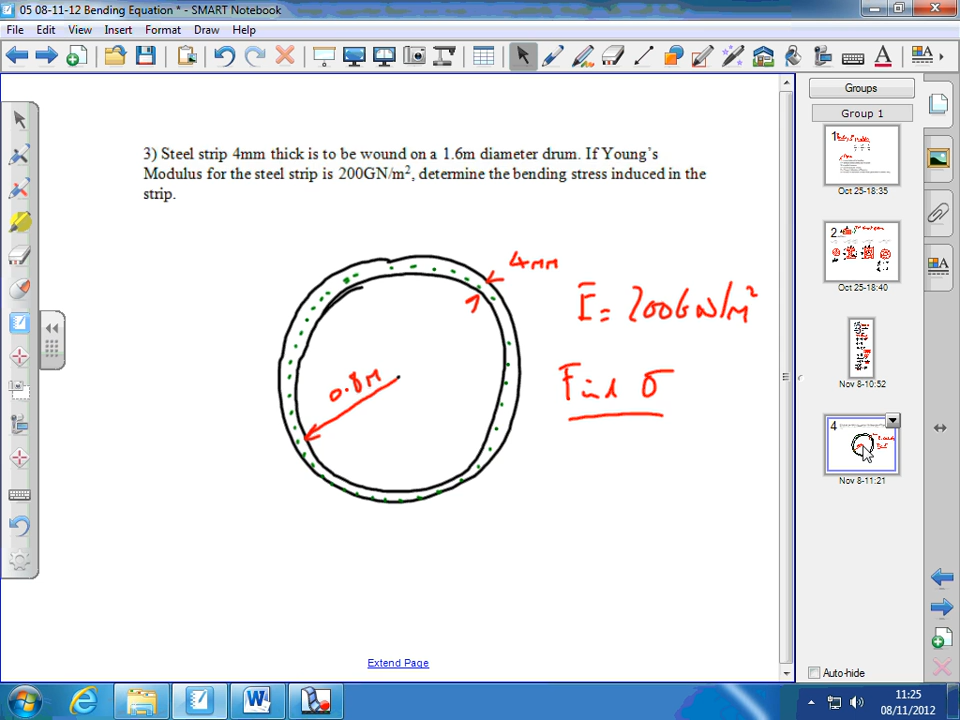 05 08-11-12 Bending Equation * - SMART Notebook
File Edit View Insert Format Draw Help
3) Steel strip 4mm thick is to be wound on a 1.6m diameter drum. If Young's
Modulus for the steel strip is 200GN/m², determine the bending stress induced in the
strip.
4mm
E = 200GN/m²
0.8m
Find σ
Extend Page
Groups
Group 1
1
Oct 25-18:35
2
Oct 25-18:40
Nov 8-10:52
4
Nov 8-11:21
Auto-hide
11:25
08/11/2012